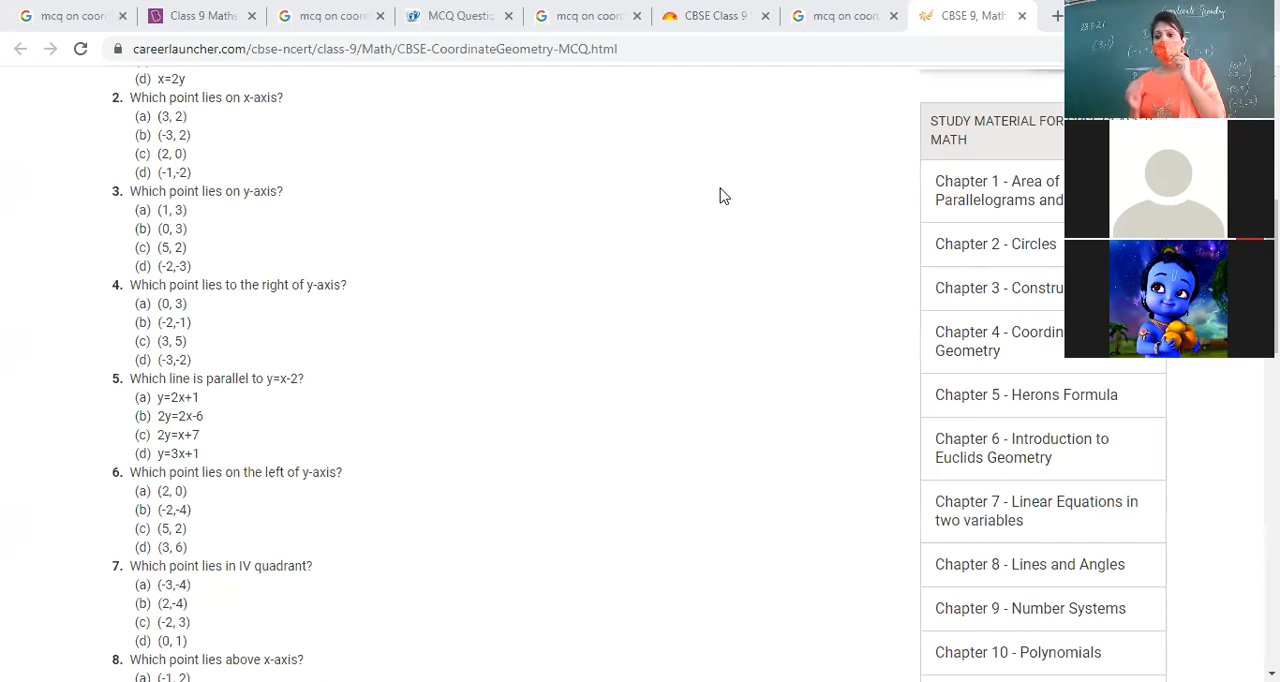 mcq on coor
Class 9 Maths
mcq on coor
MCQ Questi
mcq on coor
CBSE Class 9
mcq on coor
CBSE 9, Math
careerlauncher.com/cbse-ncert/class-9/Math/CBSE-CoordinateGeometry-MCQ.html
(d) x=2y
2. Which point lies on x-axis?
(a) (3, 2)
(b) (-3, 2)
(c) (2, 0)
(d) (-1,-2)
3. Which point lies on y-axis?
(a) (1, 3)
(b) (0, 3)
(c) (5, 2)
(d) (-2,-3)
4. Which point lies to the right of y-axis?
(a) (0, 3)
(b) (-2,-1)
(c) (3, 5)
(d) (-3,-2)
5. Which line is parallel to y=x-2?
(a) y=2x+1
(b) 2y=2x-6
(c) 2y=x+7
(d) y=3x+1
6. Which point lies on the left of y-axis?
(a) (2, 0)
(b) (-2,-4)
(c) (5, 2)
(d) (3, 6)
7. Which point lies in IV quadrant?
(a) (-3,-4)
(b) (2,-4)
(c) (-2, 3)
(d) (0, 1)
8. Which point lies above x-axis?
(a) (-1, 2)
STUDY MATERIAL FOR
MATH
Chapter 1 - Area of
Parallelograms and
Chapter 2 - Circles
Chapter 3 - Constru
Chapter 4 - Coordin
Geometry
Chapter 5 - Herons Formula
Chapter 6 - Introduction to
Euclids Geometry
Chapter 7 - Linear Equations in
two variables
Chapter 8 - Lines and Angles
Chapter 9 - Number Systems
Chapter 10 - Polynomials
Coordinate Geometry